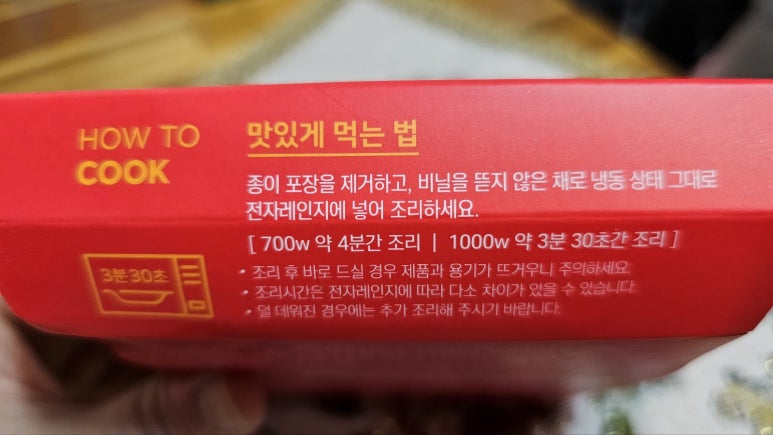 HOW TO
COOK
맛있게 먹는 법
종이 포장을 제거하고, 비닐을 뜯지 않은 채로 냉동 상태 그대로
전자레인지에 넣어 조리하세요.
[ 700w 약 4분간 조리 | 1000w 약 3분 30초간 조리 ]
3분30초
• 조리 후 바로 드실 경우 제품과 용기가 뜨거우니 주의하세요.
• 조리시간은 전자레인지에 따라 다소 차이가 있을 수 있습니다.
• 덜 데워진 경우에는 추가 조리해 주시기 바랍니다.